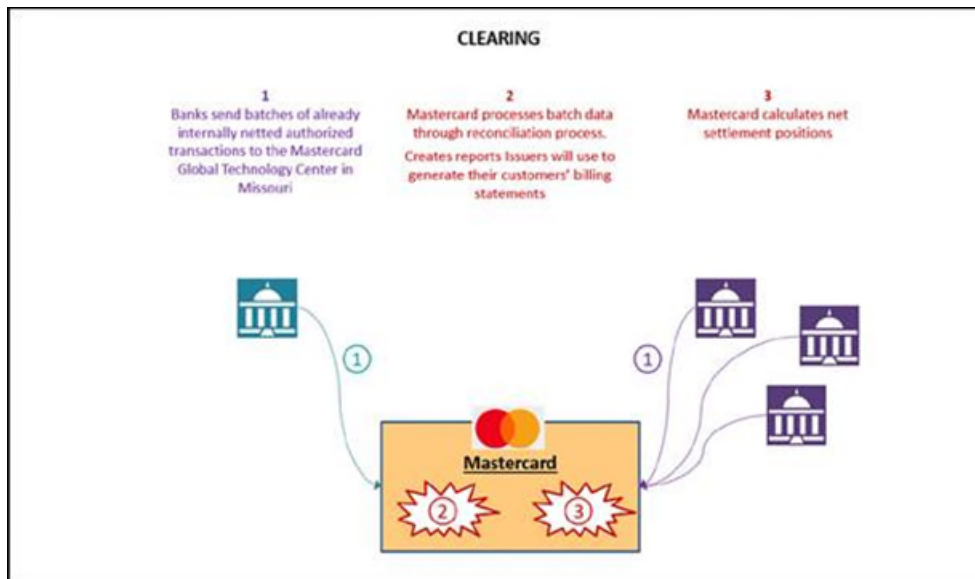 CLEARING
1
Banks send batches of already
internally netted authorized
transactions to the Mastercard
Global Technology Center in
Missouri
2
Mastercard processes batch data
through reconciliation process.
Creates reports Issuers will use to
generate their customers' billing
statements
3
Mastercard calculates net
settlement positions
1
1
Mastercard
2
3